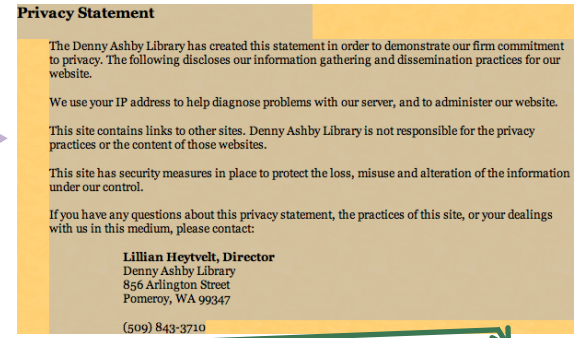 Privacy Statement
The Denny Ashby Library has created this statement in order to demonstrate our firm commitment
to privacy. The following discloses our information gathering and dissemination practices for our
website.
We use your IP address to help diagnose problems with our server, and to administer our website.
This site contains links to other sites. Denny Ashby Library is not responsible for the privacy
practices or the content of those websites.
This site has security measures in place to protect the loss, misuse and alteration of the information
under our control.
If you have any questions about this privacy statement, the practices of this site, or your dealings
with us in this medium, please contact:
Lillian Heytvelt, Director
Denny Ashby Library
856 Arlington Street
Pomeroy, WA 99347
(509) 843-3710